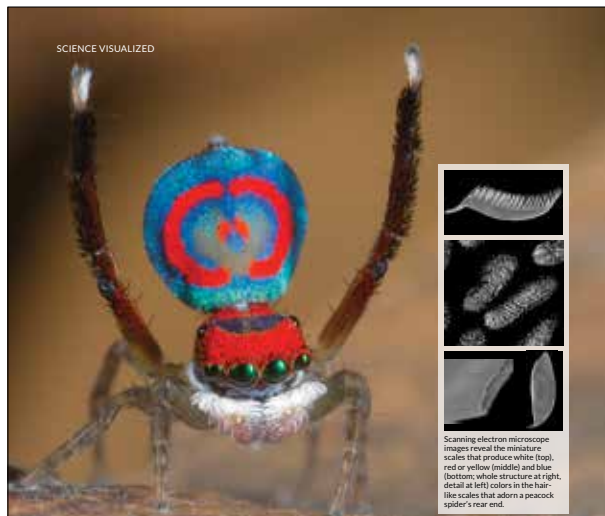 SCIENCE VISUALIZED
Scanning electron microscope
images reveal the miniature
scales that produce white (top),
red or yellow (middle) and blue
(bottom; whole structure at right,
detail at left) colors in the hair-
like scales that adorn a peacock
spider's rear end.